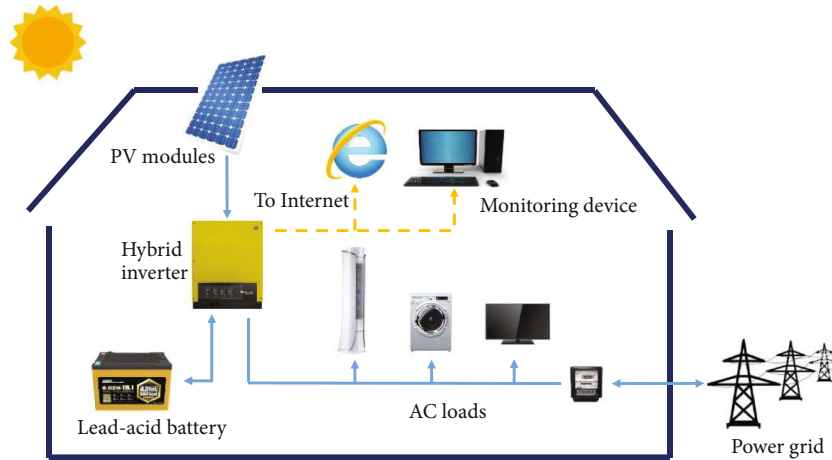 PV modules
To Internet
Monitoring device
Hybrid
inverter
AC loads
Lead-acid battery
Power grid